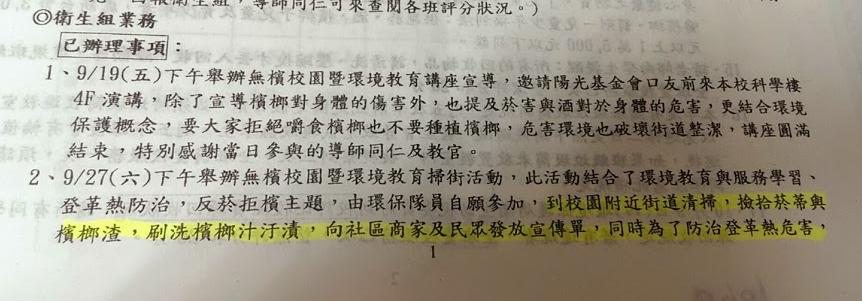 回報衛生組,導師同仁可來查閱各班評分狀況。)
◎衛生組業務
已辦理事項:
1、9/19(五)下午舉辦無檳校園暨環境教育講座宣導,邀請陽光基金會口友前來本校科學樓
4F 演講,除了宣導檳榔對身體的傷害外,也提及菸害與酒對於身體的危害,更結合環境
保護概念,要大家拒絕嚼食檳榔也不要種植檳榔,危害環境也破壞街道整潔,講座圓滿
結束,特別感謝當日參與的導師同仁及教官。
2、9/27(六)下午舉辦無檳校園暨環境教育掃街活動,此活動結合了環境教育與服務學習、
登革熱防治,反菸拒檳主題,由環保隊員自願參加,到校園附近街道清掃,撿拾菸蒂與
檳榔渣,刷洗檳榔汁汙漬,向社區商家及民眾發放宣傳單,同時為了防治登革熱危害,
1